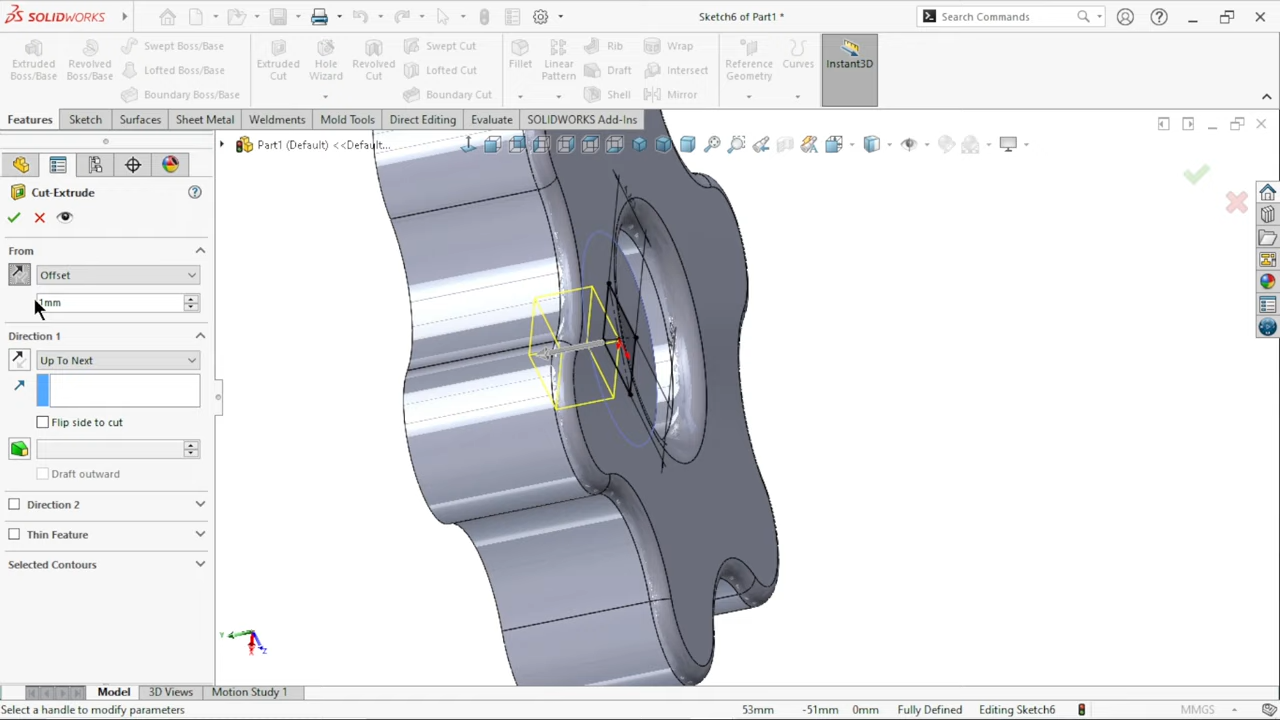 SOLIDWORKS
Sketch6 of Part1 *
Search Commands
Extruded Boss/Base
Revolved Boss/Base
Swept Boss/Base
Lofted Boss/Base
Boundary Boss/Base
Extruded Cut
Hole Wizard
Revolved Cut
Swept Cut
Lofted Cut
Boundary Cut
Fillet
Linear Pattern
Rib
Draft
Shell
Wrap
Intersect
Mirror
Reference Geometry
Curves
Instant3D
Features Sketch Surfaces Sheet Metal Weldments Mold Tools Direct Editing Evaluate SOLIDWORKS Add-Ins
Part1 (Default) <<Default...
Cut-Extrude
From
Offset
1mm
Direction 1
Up To Next
Flip side to cut
Draft outward
Direction 2
Thin Feature
Selected Contours
Y
Z
Model 3D Views Motion Study 1
Select a handle to modify parameters 53mm -51mm 0mm Fully Defined Editing Sketch6 MMGS